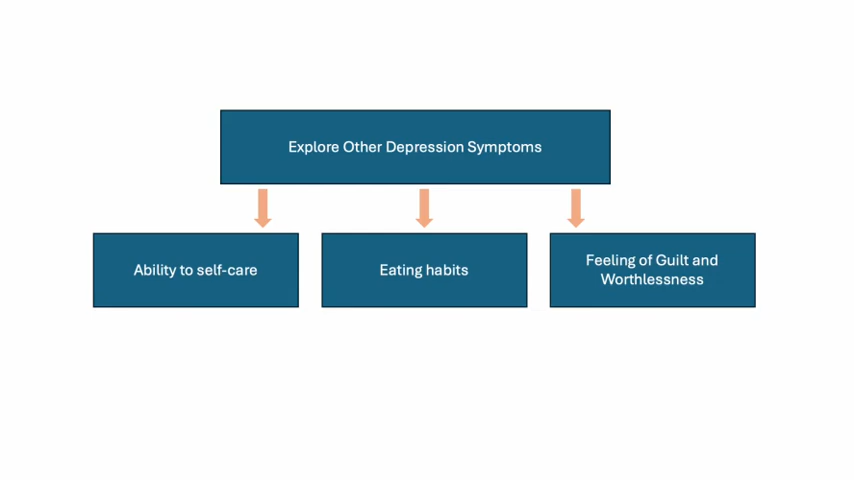 Explore Other Depression Symptoms
Ability to self-care
Eating habits
Feeling of Guilt and
Worthlessness